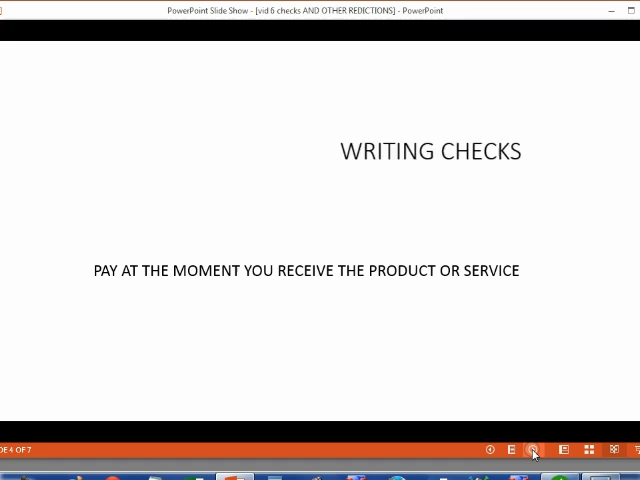 PowerPoint Slide Show - [vid 6 checks AND OTHER REDICTIONS] - PowerPoint
WRITING CHECKS
PAY AT THE MOMENT YOU RECEIVE THE PRODUCT OR SERVICE
DE 4 OF 7